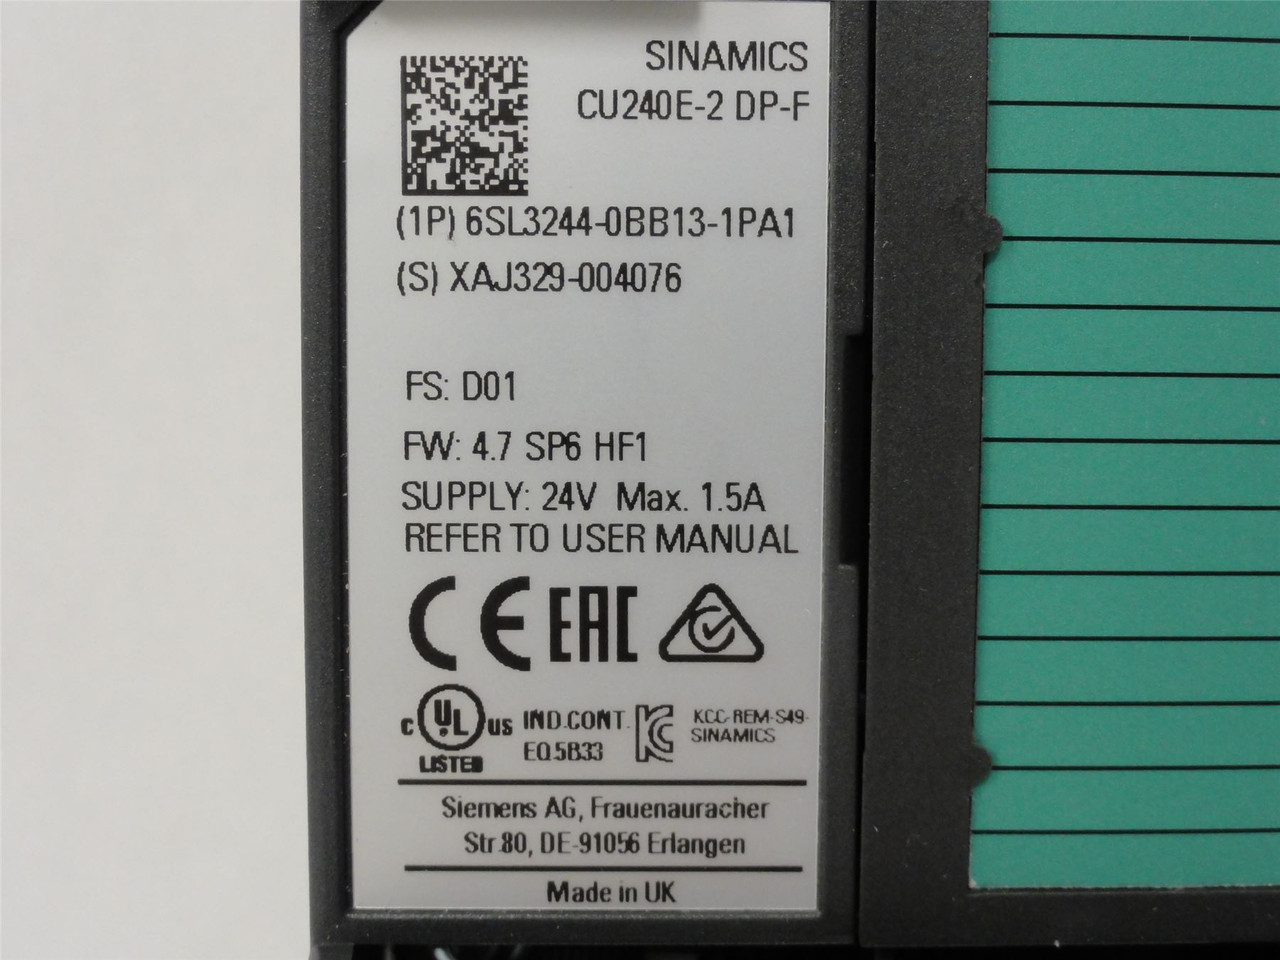 SINAMICS
CU240E-2 DP-F
(1P) 6SL3244-0BB13-1PA1
(S) XAJ329-004076
FS: D01
FW: 4.7 SP6 HF1
SUPPLY: 24V Max. 1.5A
REFER TO USER MANUAL
CE EAC
C UL US LISTED
IND.CONT.
EQ.5B33
KCC-REM-S49-
SINAMICS
Siemens AG, Frauenauracher
Str.80, DE-91056 Erlangen
Made in UK